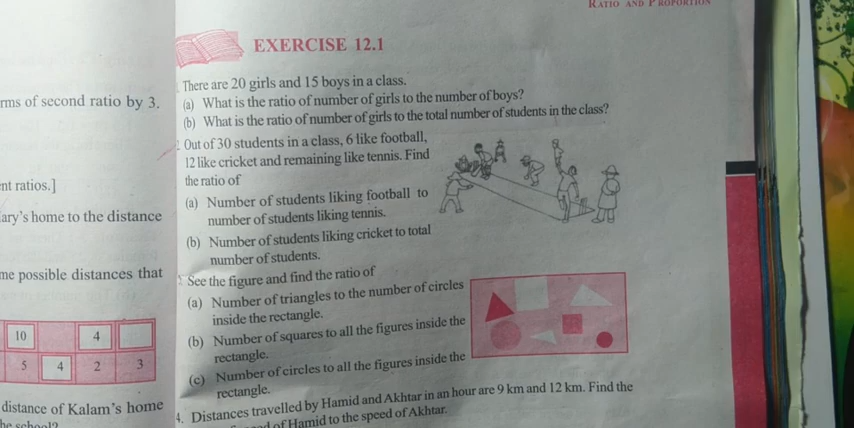 RATIO AND PROPORTION
rms of second ratio by 3.
nt ratios.]
ary's home to the distance
me possible distances that
10 4
5 4 2 3
distance of Kalam's home
he school?
EXERCISE 12.1
There are 20 girls and 15 boys in a class.
(a) What is the ratio of number of girls to the number of boys?
(b) What is the ratio of number of girls to the total number of students in the class?
Out of 30 students in a class, 6 like football,
12 like cricket and remaining like tennis. Find
the ratio of
(a) Number of students liking football to
number of students liking tennis.
(b) Number of students liking cricket to total
number of students.
See the figure and find the ratio of
(a) Number of triangles to the number of circles
inside the rectangle.
(b) Number of squares to all the figures inside the
rectangle.
(c) Number of circles to all the figures inside the
rectangle.
4. Distances travelled by Hamid and Akhtar in an hour are 9 km and 12 km. Find the
of Hamid to the speed of Akhtar.